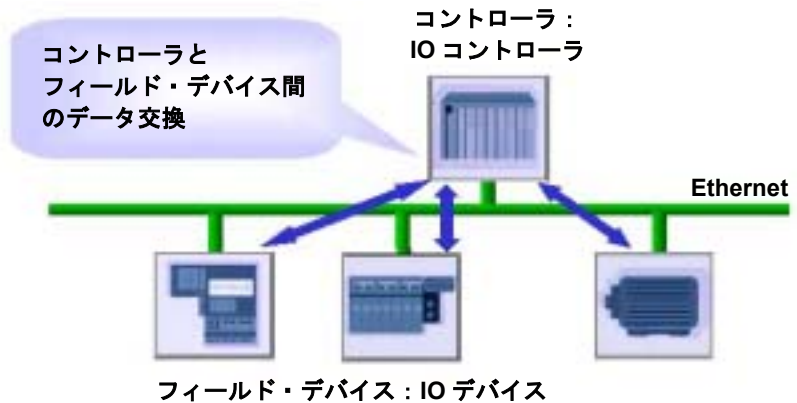 コントローラ：
IO コントローラ
コントローラと
フィールド・デバイス間
のデータ交換
Ethernet
フィールド・デバイス：IO デバイス